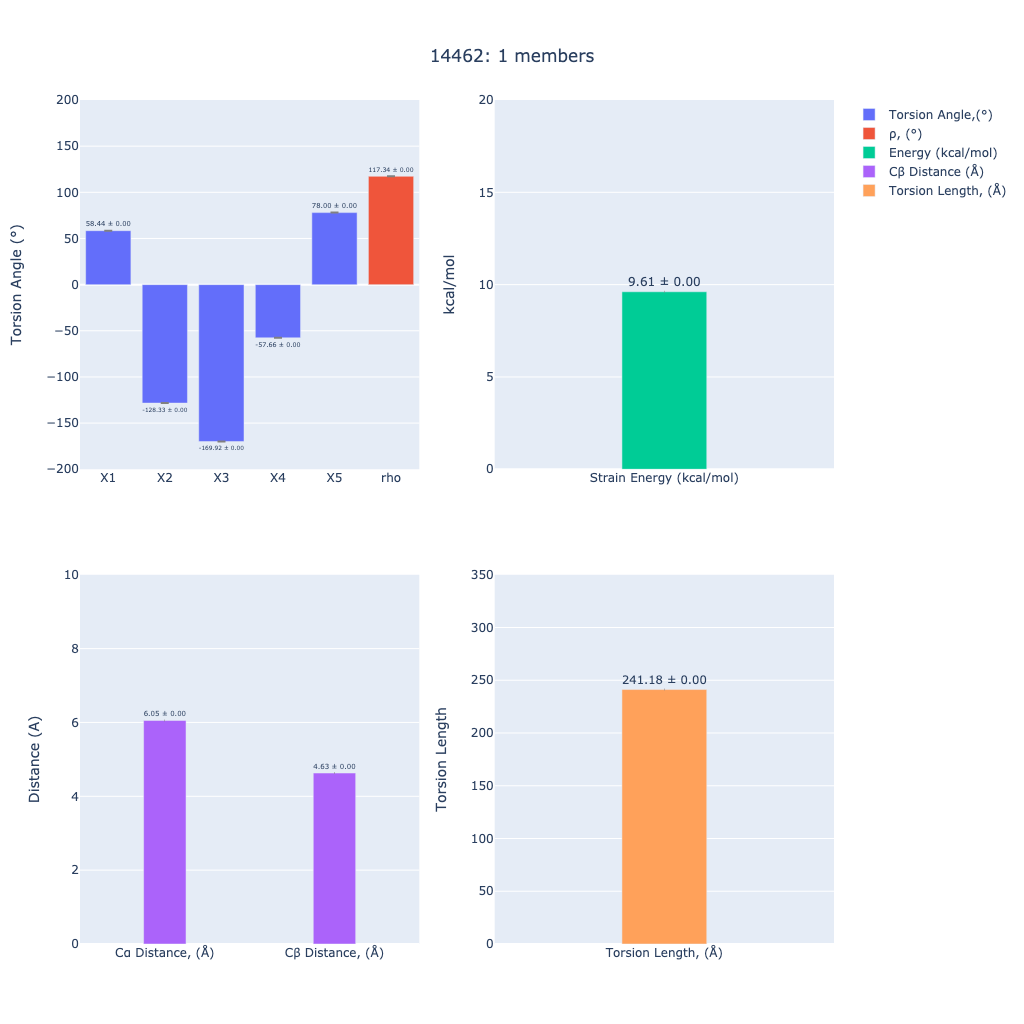 14462: 1 members
Torsion Angle (°)
200
150
100
50
0
−50
−100
−150
−200
58.44 ± 0.00
-128.33 ± 0.00
-169.92 ± 0.00
-57.66 ± 0.00
78.00 ± 0.00
117.34 ± 0.00
X1 X2 X3 X4 X5 rho
kcal/mol
20
15
10
5
0
9.61 ± 0.00
Strain Energy (kcal/mol)
Torsion Angle,(°)
ρ, (°)
Energy (kcal/mol)
Cβ Distance (Å)
Torsion Length, (Å)
Distance (A)
10
8
6
4
2
0
6.05 ± 0.00
4.63 ± 0.00
Cα Distance, (Å) Cβ Distance, (Å)
Torsion Length
350
300
250
200
150
100
50
0
241.18 ± 0.00
Torsion Length, (Å)